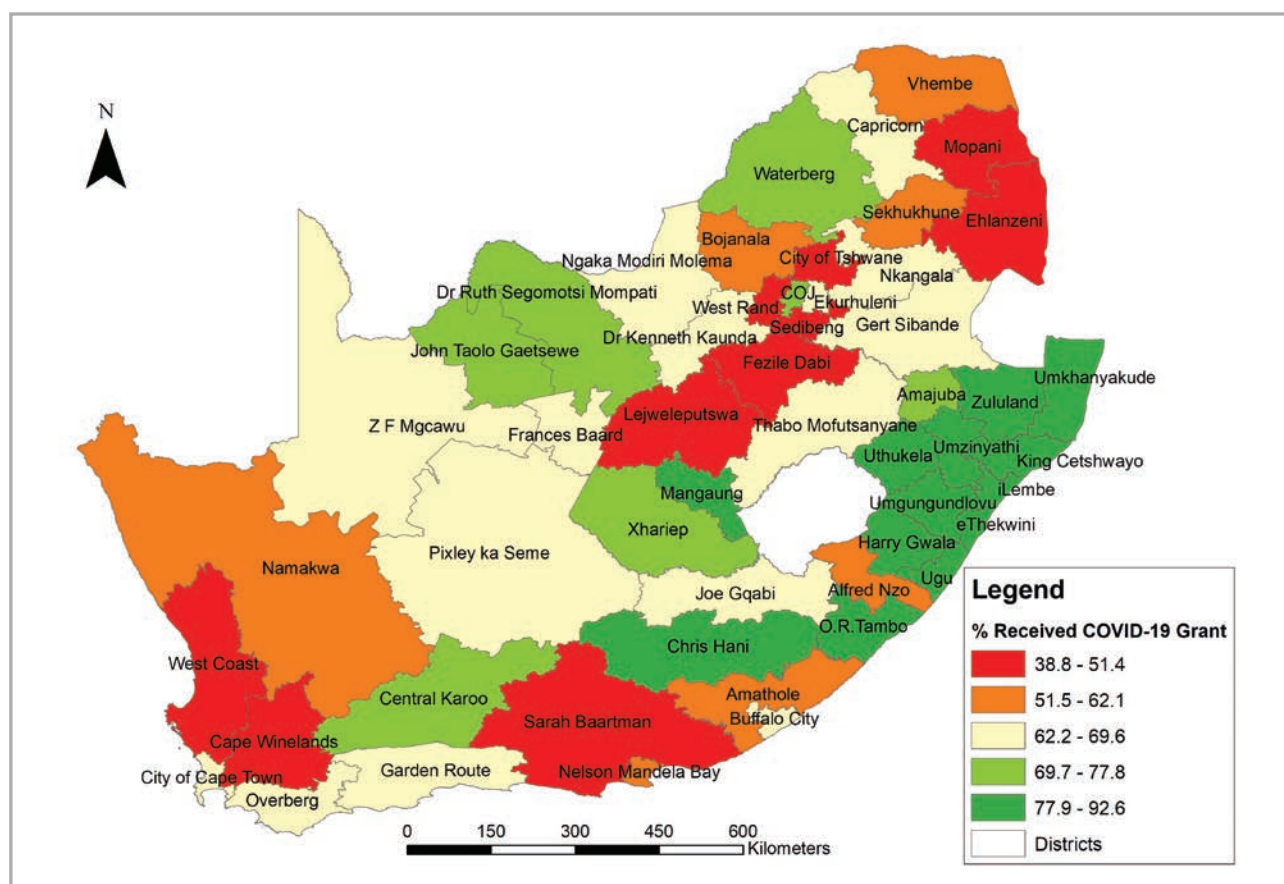 N
Vhembe
Capricorn
Mopani
Waterberg
Sekhukhune
Ehlanzeni
Bojanala
Ngaka Modiri Molema
City of Tshwane
Nkangala
Dr Ruth Segomotsi Mompati
COJ
Ekurhuleni
West Rand
Sedibeng
Gert Sibande
Dr Kenneth Kaunda
John Taolo Gaetsewe
Fezile Dabi
Umkhanyakude
Amajuba
Zululand
Lejweleputswa
Z F Mgcawu
Thabo Mofutsanyane
Frances Baard
Umzinyathi
Uthukela
King Cetshwayo
Mangaung
iLembe
Umgungundlovu
eThekwini
Xhariep
Harry Gwala
Pixley ka Seme
Namakwa
Ugu
Alfred Nzo
Joe Gqabi
O.R.Tambo
Chris Hani
West Coast
Central Karoo
Amathole
Sarah Baartman
Buffalo City
Cape Winelands
Garden Route
Nelson Mandela Bay
City of Cape Town
Overberg
0 150 300 450 600
Kilometers
Legend
% Received COVID-19 Grant
38.8 - 51.4
51.5 - 62.1
62.2 - 69.6
69.7 - 77.8
77.9 - 92.6
Districts